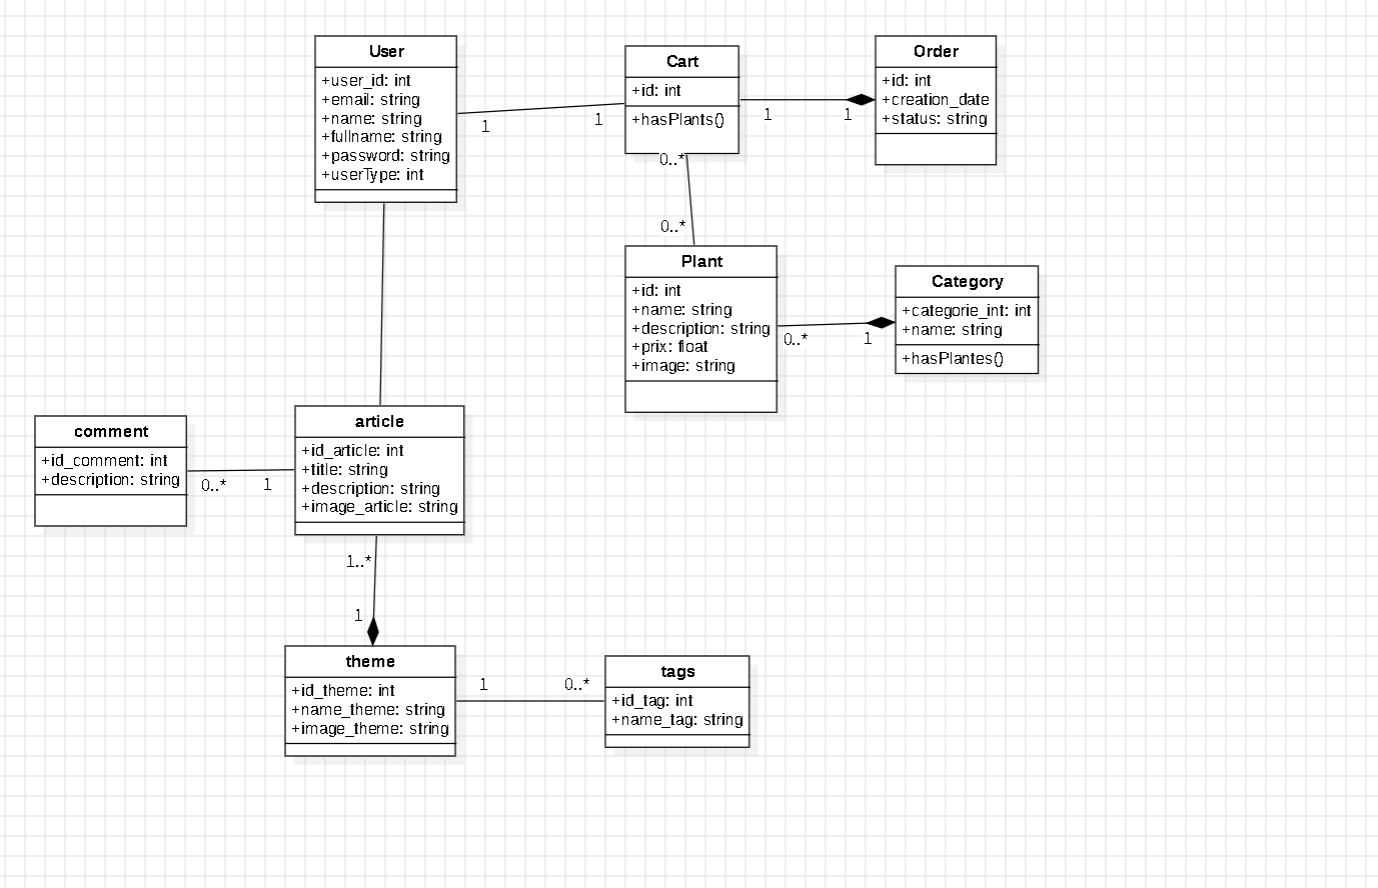 User
+user_id: int
+email: string
+name: string
+fullname: string
+password: string
+userType: int
1
1
Cart
+id: int
+hasPlants()
1
1
Order
+id: int
+creation_date
+status: string
0..*
0..*
Plant
+id: int
+name: string
+description: string
+prix: float
+image: string
0..*
1
Category
+categorie_int: int
+name: string
+hasPlantes()
comment
+id_comment: int
+description: string
0..*
1
article
+id_article: int
+title: string
+description: string
+image_article: string
1..*
1
theme
+id_theme: int
+name_theme: string
+image_theme: string
1
0..*
tags
+id_tag: int
+name_tag: string